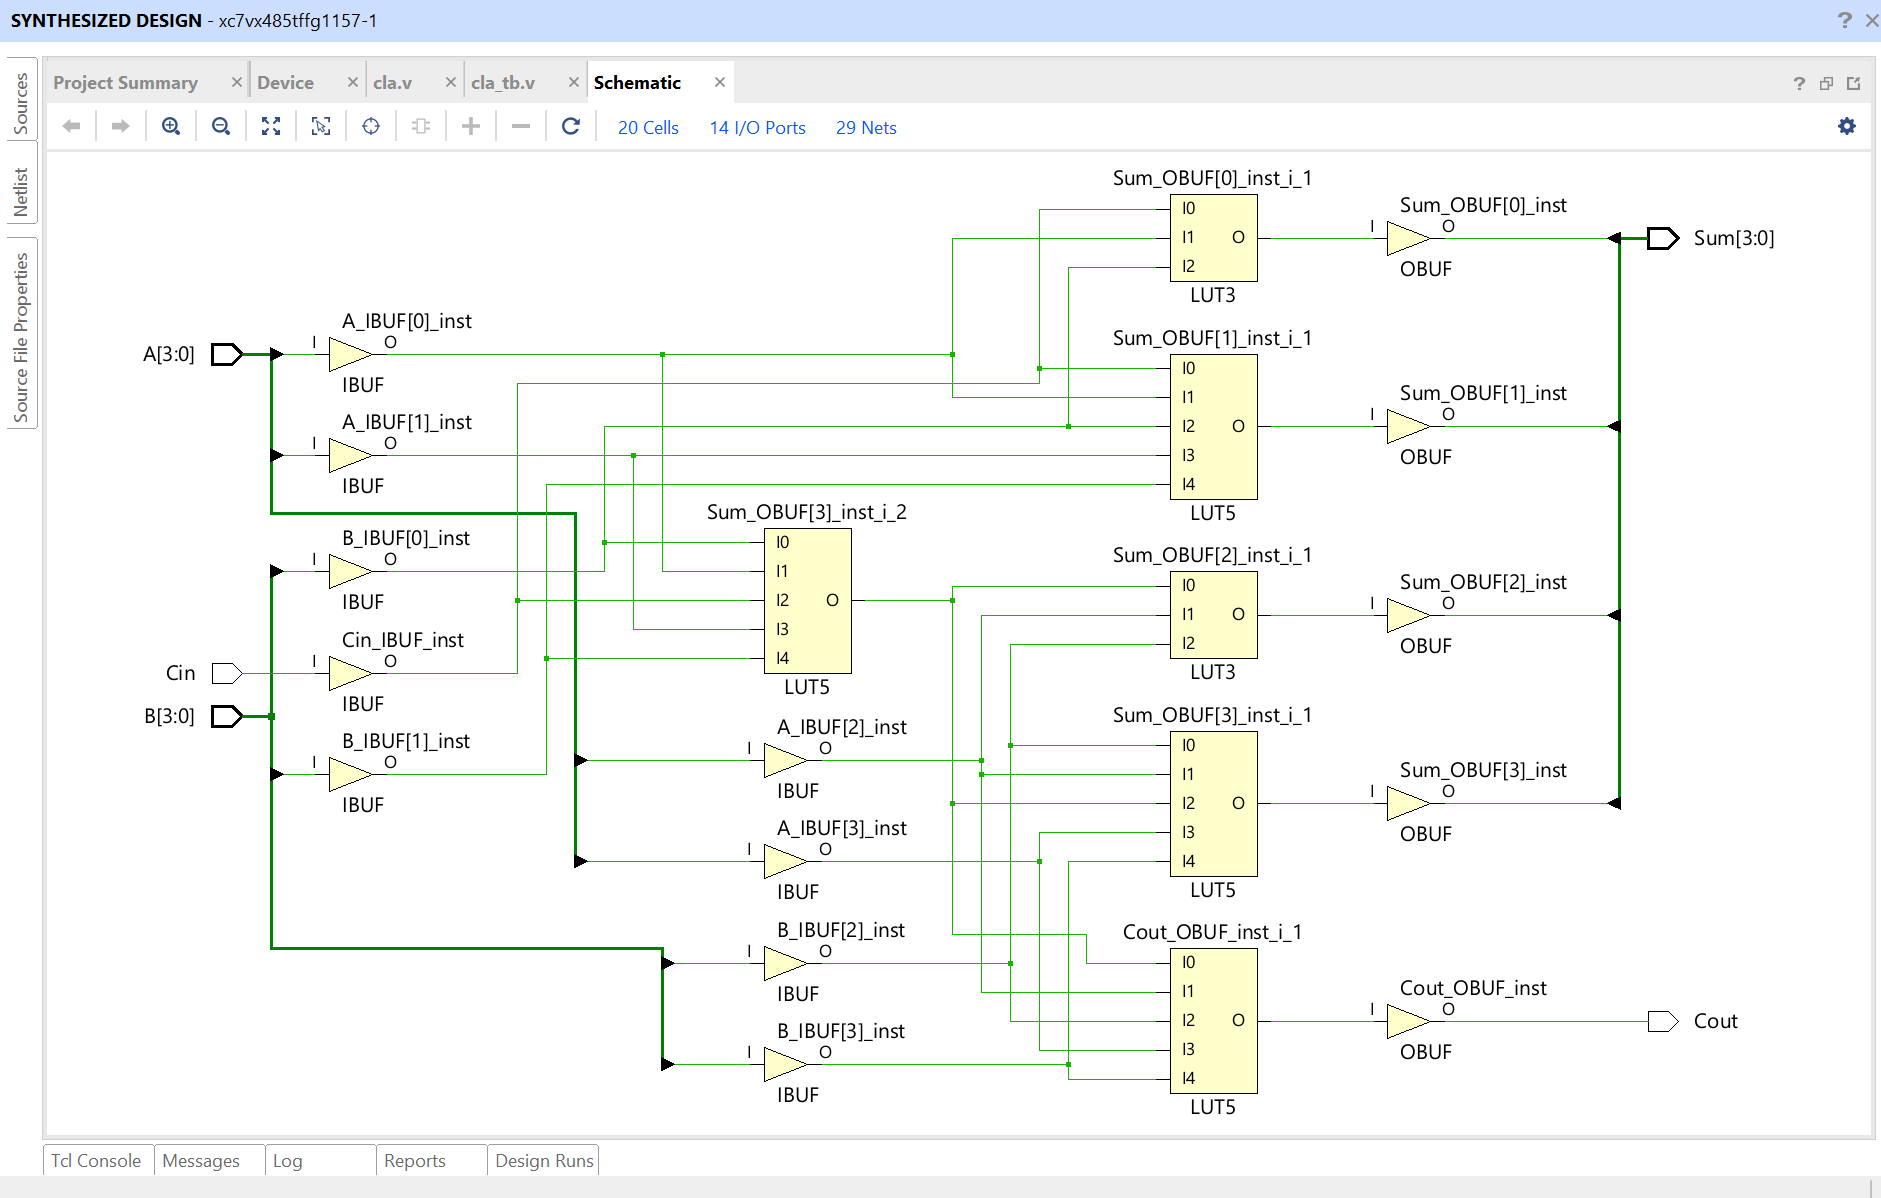 SYNTHESIZED DESIGN - xc7vx485tffg1157-1
Sources
Netlist
Source File Properties
Project Summary
Device
cla.v
cla_tb.v
Schematic
20 Cells
14 I/O Ports
29 Nets
Sum_OBUF[0]_inst_i_1
I0
I1
I2
O
LUT3
Sum_OBUF[0]_inst
I
O
OBUF
Sum[3:0]
A[3:0]
A_IBUF[0]_inst
I
O
IBUF
A_IBUF[1]_inst
I
O
IBUF
Sum_OBUF[1]_inst_i_1
I0
I1
I2
I3
I4
O
LUT5
Sum_OBUF[1]_inst
I
O
OBUF
B_IBUF[0]_inst
I
O
IBUF
Cin
Cin_IBUF_inst
I
O
IBUF
B[3:0]
B_IBUF[1]_inst
I
O
IBUF
Sum_OBUF[3]_inst_i_2
I0
I1
I2
I3
I4
O
LUT5
Sum_OBUF[2]_inst_i_1
I0
I1
I2
O
LUT3
Sum_OBUF[2]_inst
I
O
OBUF
A_IBUF[2]_inst
I
O
IBUF
A_IBUF[3]_inst
I
O
IBUF
Sum_OBUF[3]_inst_i_1
I0
I1
I2
I3
I4
O
LUT5
Sum_OBUF[3]_inst
I
O
OBUF
B_IBUF[2]_inst
I
O
IBUF
B_IBUF[3]_inst
I
O
IBUF
Cout_OBUF_inst_i_1
I0
I1
I2
I3
I4
O
LUT5
Cout_OBUF_inst
I
O
OBUF
Cout
Tcl Console
Messages
Log
Reports
Design Runs